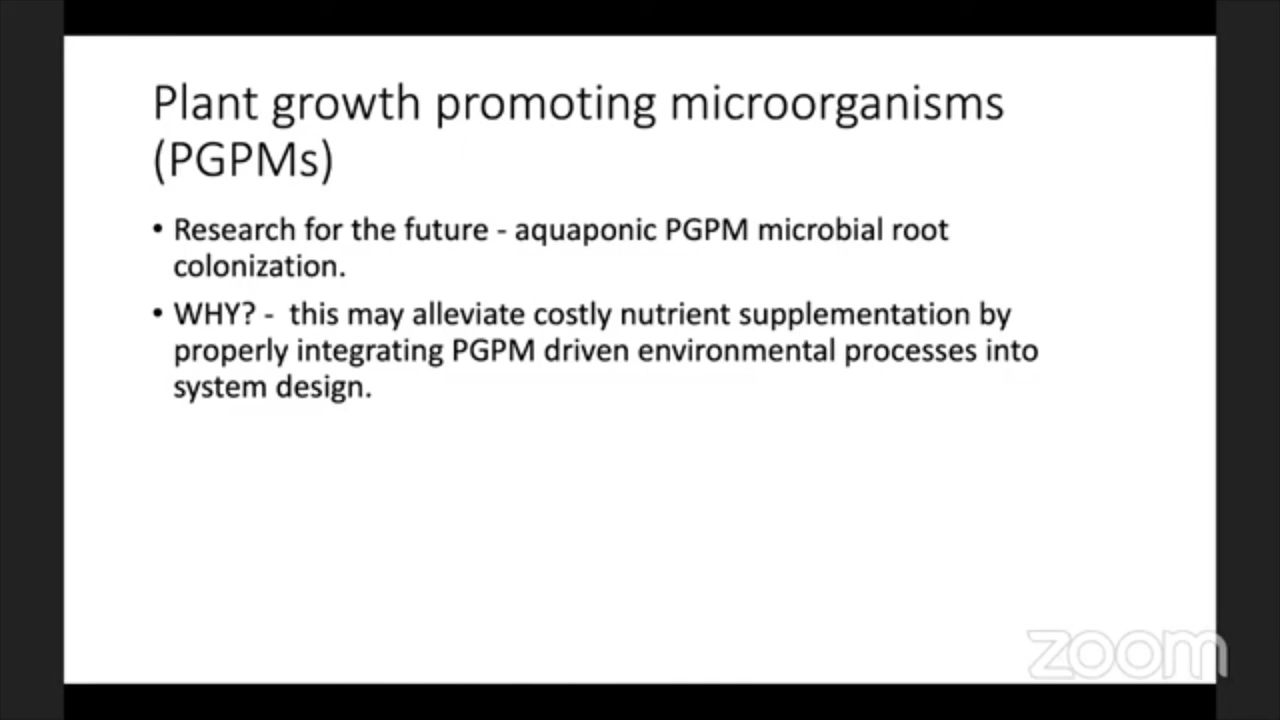 Plant growth promoting microorganisms
(PGPMs)
• Research for the future - aquaponic PGPM microbial root
colonization.
• WHY? -  this may alleviate costly nutrient supplementation by
properly integrating PGPM driven environmental processes into
system design.
zoom